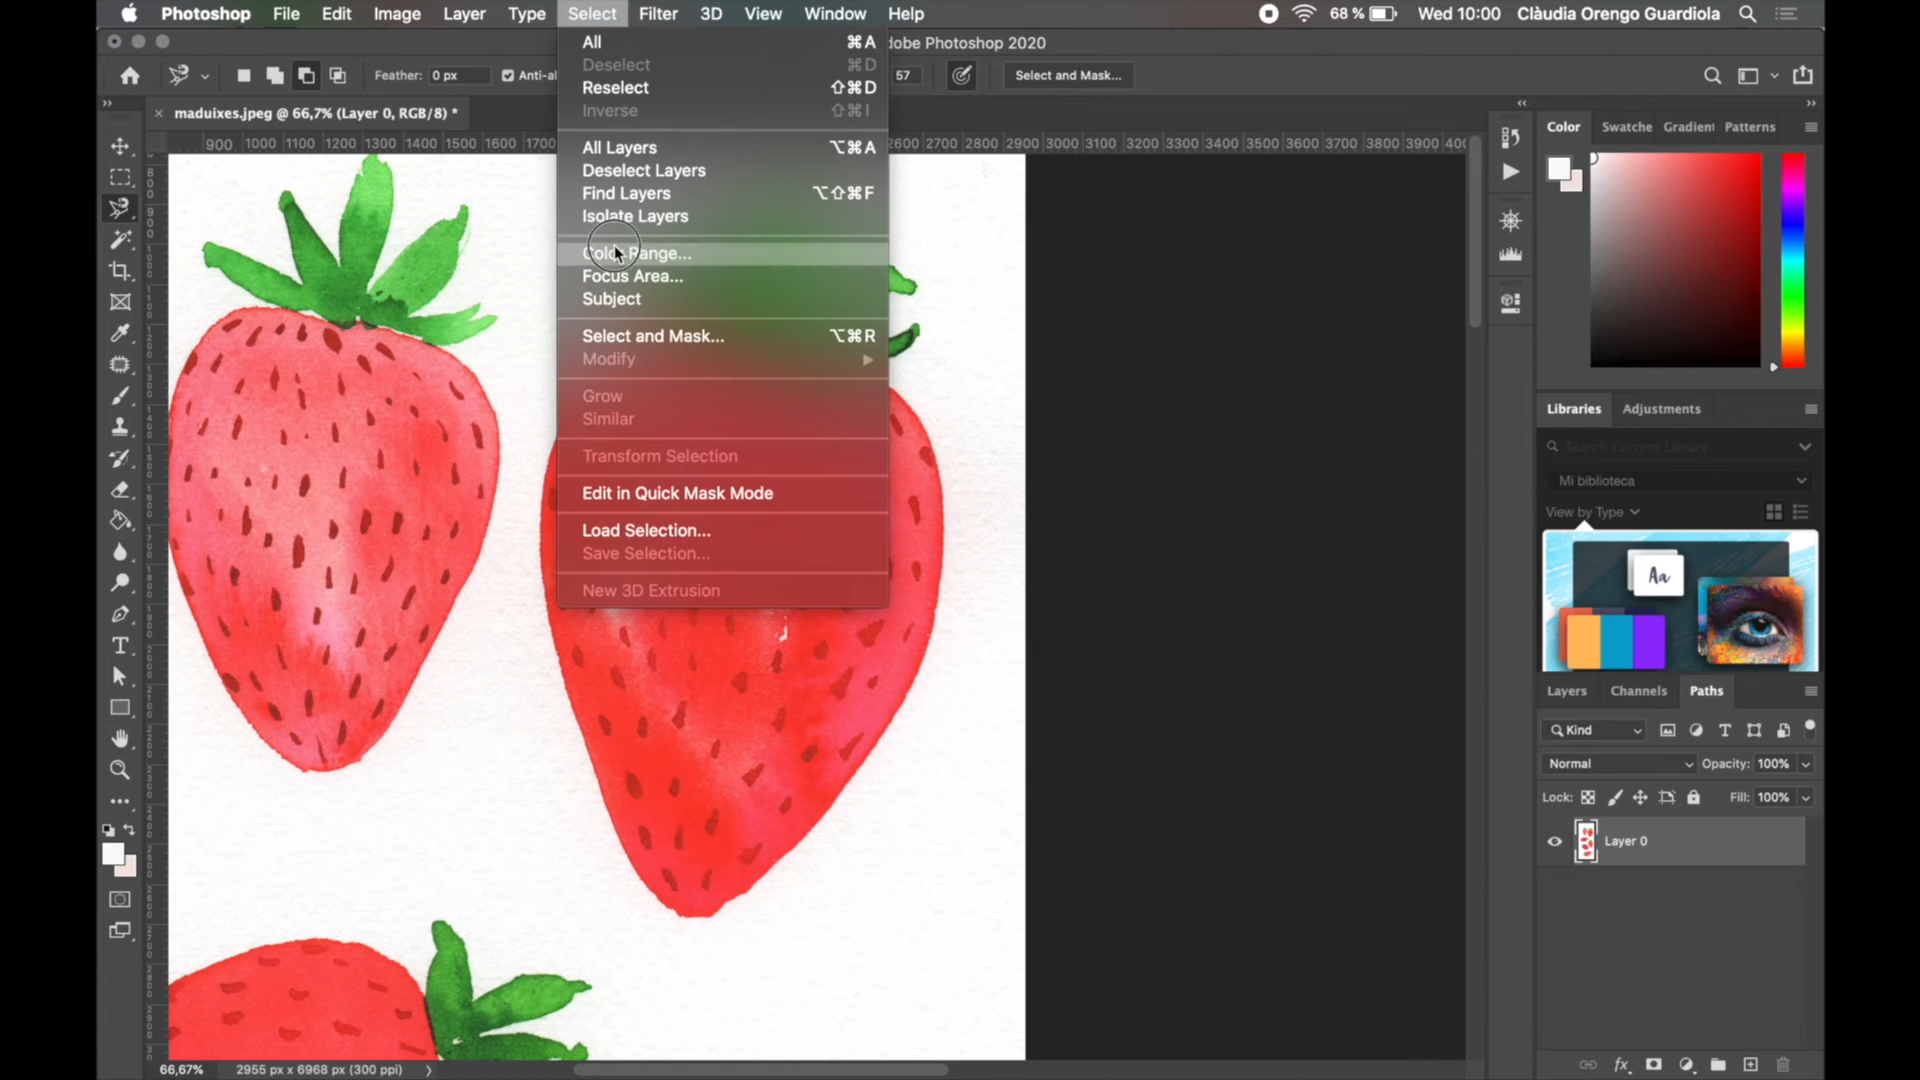 Photoshop File Edit Image Layer Type Select Filter 3D View Window Help 68 % Wed 10:00 Clàudia Orengo Guardiola
dobe Photoshop 2020
Feather: 0 px Anti-al 57 Select and Mask...
maduixes.jpeg @ 66,7% (Layer 0, RGB/8) *
900 1000 1100 1200 1300 1400 1500 1600 1700 2600 2700 2800 2900 3000 3100 3200 3300 3400 3500 3600 3700 3800 3900
All ⌘A
Deselect ⌘D
Reselect ⇧⌘D
Inverse ⇧⌘I
All Layers ⌥⌘A
Deselect Layers
Find Layers ⌥⇧⌘F
Isolate Layers
Color Range...
Focus Area...
Subject
Select and Mask... ⌥⌘R
Modify
Grow
Similar
Transform Selection
Edit in Quick Mask Mode
Load Selection...
Save Selection...
New 3D Extrusion
Color Swatche Gradient Patterns
Libraries Adjustments
Search Current Library
Mi biblioteca
View by Type
Aa
Layers Channels Paths
Kind
Normal Opacity: 100%
Lock: Fill: 100%
Layer 0
fx
66,67% 2955 px x 6968 px (300 ppi)